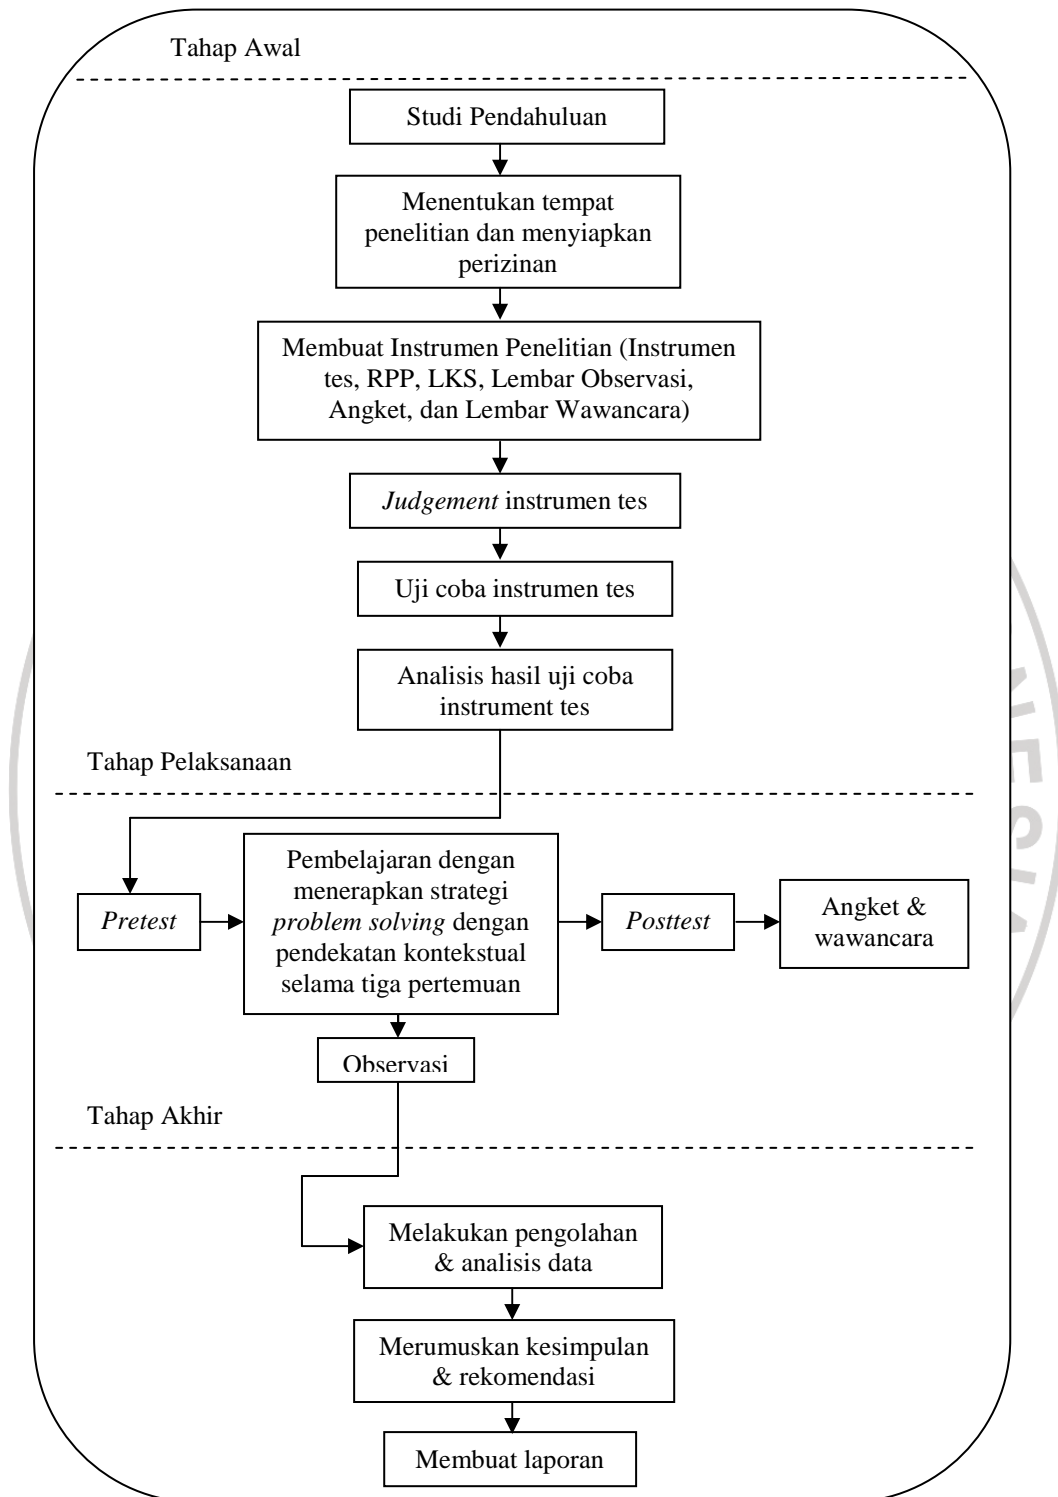 Tahap Awal
Studi Pendahuluan
Menentukan tempat
penelitian dan menyiapkan
perizinan
Membuat Instrumen Penelitian (Instrumen
tes, RPP, LKS, Lembar Observasi,
Angket, dan Lembar Wawancara)
Judgement instrumen tes
Uji coba instrumen tes
Analisis hasil uji coba
instrument tes
Tahap Pelaksanaan
Pretest
Pembelajaran dengan
menerapkan strategi
problem solving dengan
pendekatan kontekstual
selama tiga pertemuan
Posttest
Angket &
wawancara
Observasi
Tahap Akhir
Melakukan pengolahan
& analisis data
Merumuskan kesimpulan
& rekomendasi
Membuat laporan